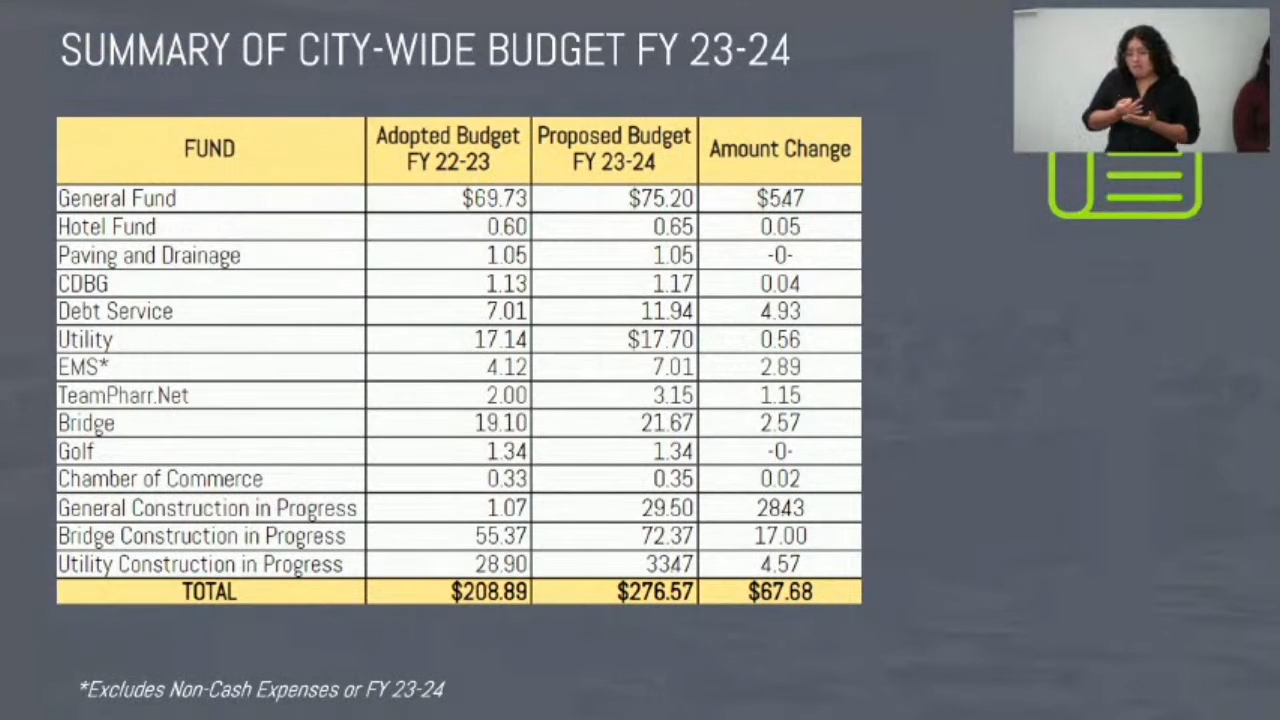 SUMMARY OF CITY-WIDE BUDGET FY 23-24
FUND Adopted Budget FY 22-23 Proposed Budget FY 23-24 Amount Change
General Fund $69.73 $75.20 $5.47
Hotel Fund 0.60 0.65 0.05
Paving and Drainage 1.05 1.05 -0-
CDBG 1.13 1.17 0.04
Debt Service 7.01 11.94 4.93
Utility 17.14 $17.70 0.56
EMS* 4.12 7.01 2.89
TeamPharr.Net 2.00 3.15 1.15
Bridge 19.10 21.67 2.57
Golf 1.34 1.34 -0-
Chamber of Commerce 0.33 0.35 0.02
General Construction in Progress 1.07 29.50 28.43
Bridge Construction in Progress 55.37 72.37 17.00
Utility Construction in Progress 28.90 33.47 4.57
TOTAL $208.89 $276.57 $67.68
*Excludes Non-Cash Expenses or FY 23-24